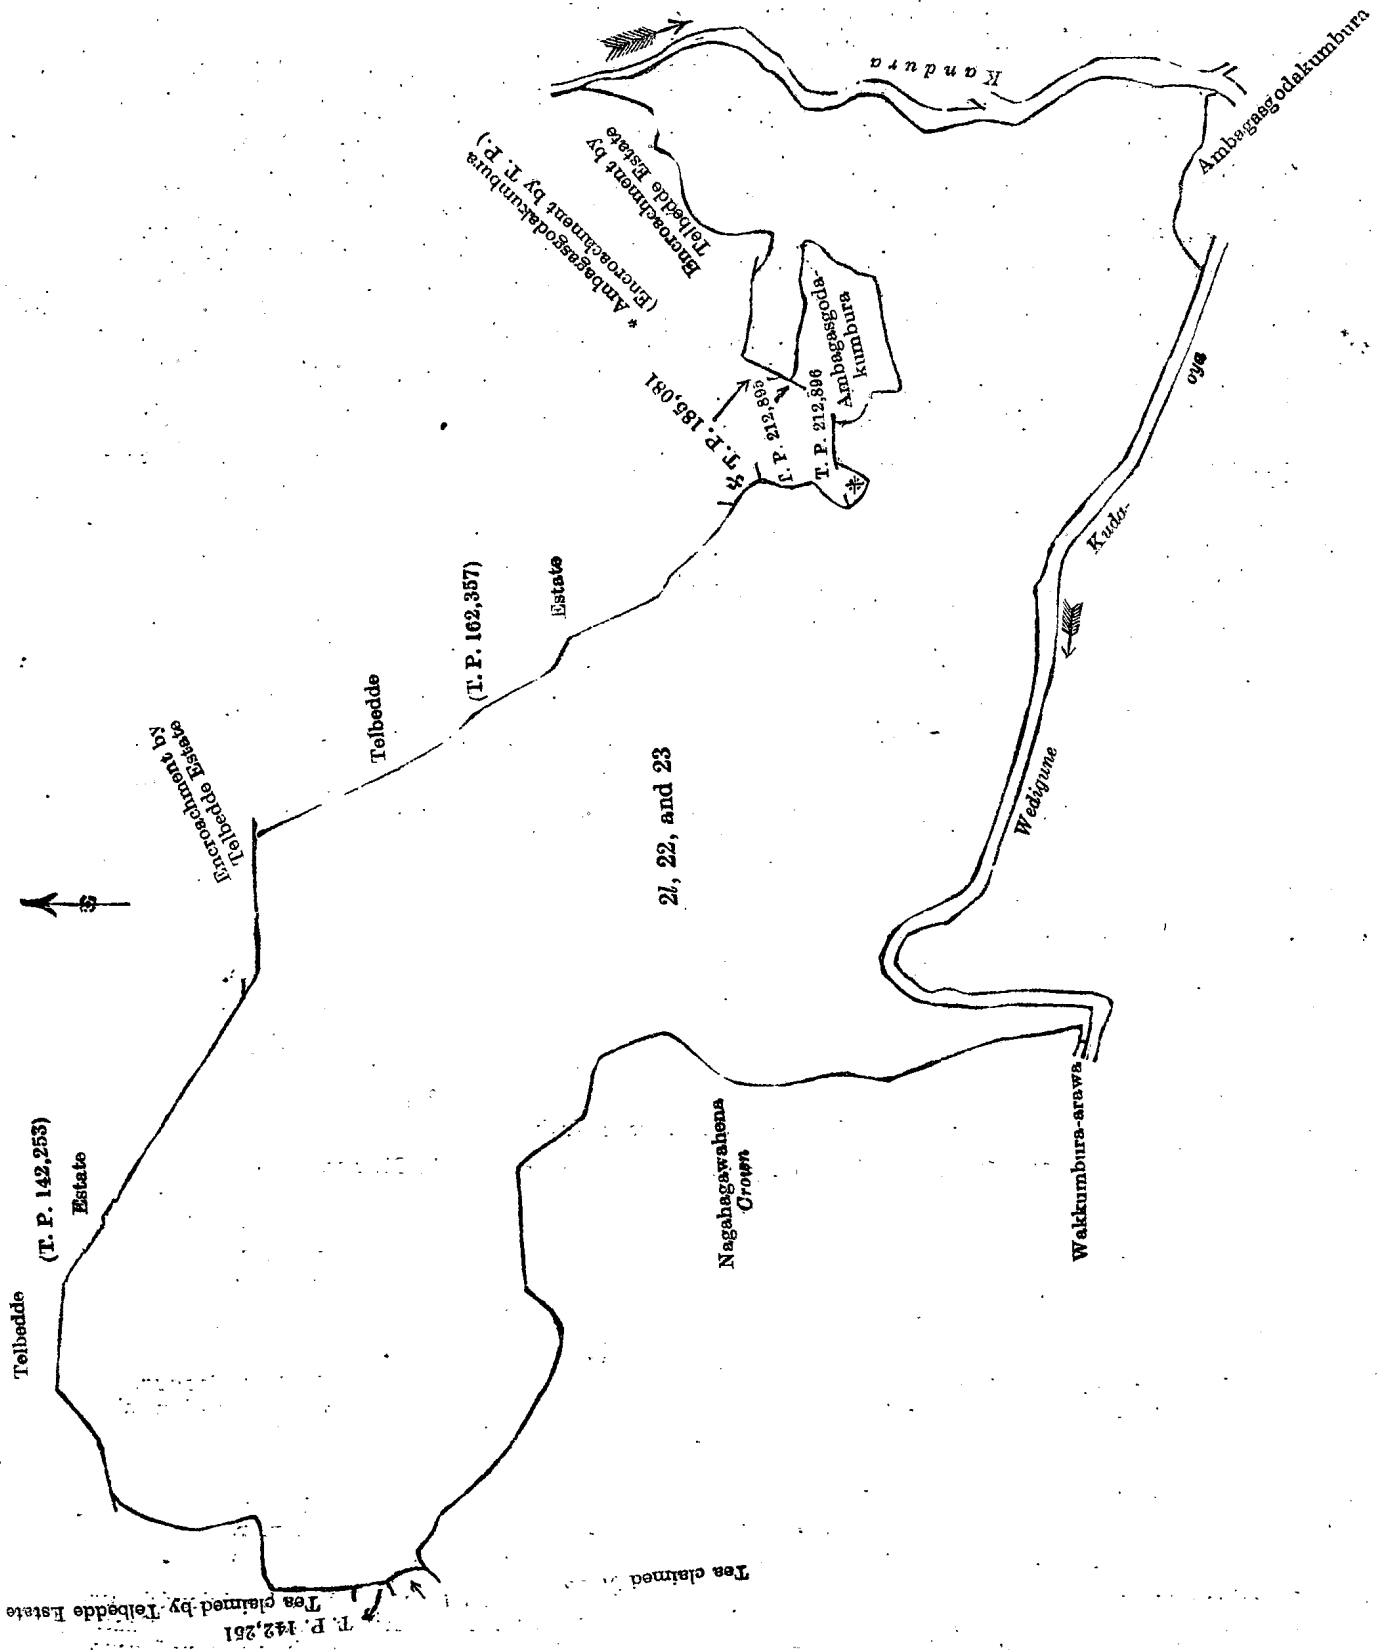 Kandura
Ambagasgodakumbura
Encroachment by
Telbedde Estate
* Ambagasgodakumbura
(Encroachment by T. P.)
T. P. 185,081
T. P. 212,895
T. P. 212,896
Ambagasgoda-
kumbura
*
oya
Kuda-
Wedigune
Estate
(T. P. 162,357)
Telbedde
Encroachment by
Telbedde Estate
2l, 22, and 23
(T. P. 142,253)
Estate
Telbedde
Nagahagawahena
Crown
Wakkumbura-arawa
Tea claimed by Telbedde Estate
T. P. 142,251
Tea claimed